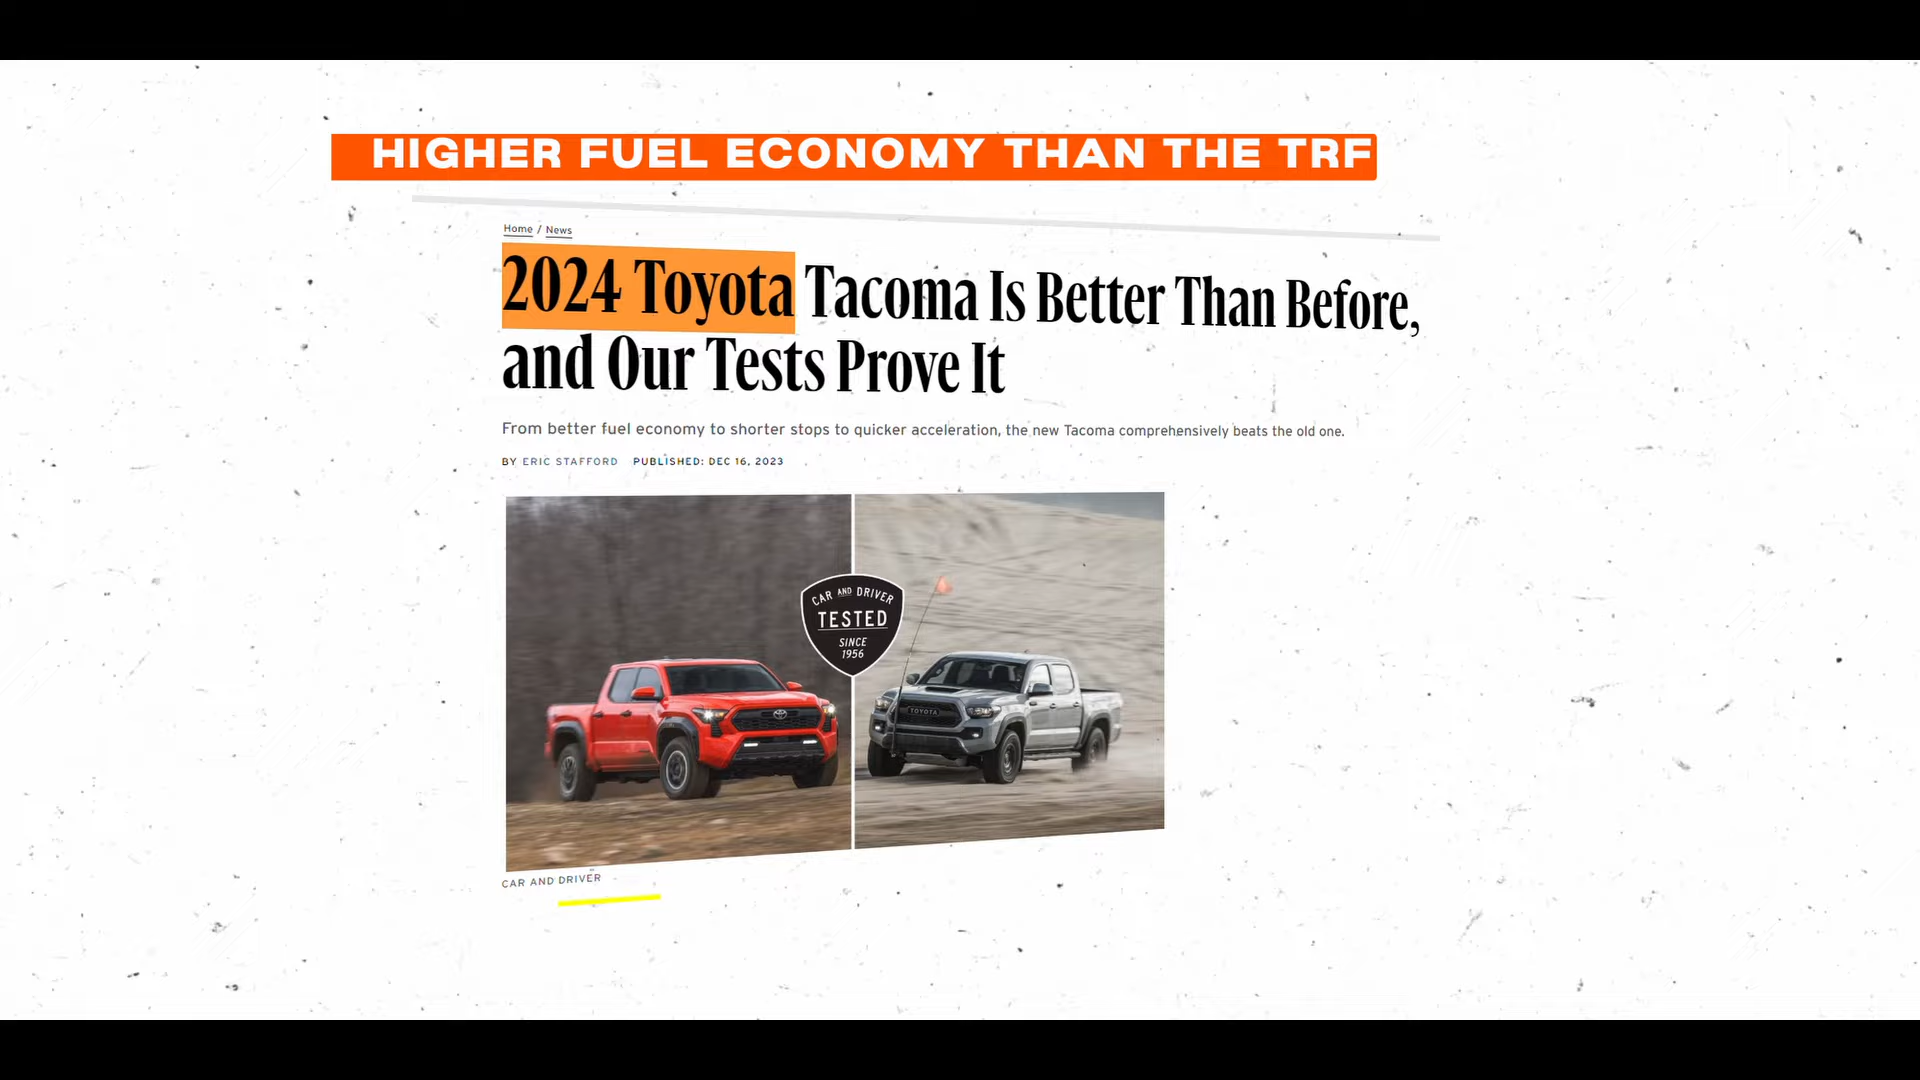 HIGHER FUEL ECONOMY THAN THE TRF
Home / News
2024 Toyota Tacoma Is Better Than Before,
and Our Tests Prove It
From better fuel economy to shorter stops to quicker acceleration, the new Tacoma comprehensively beats the old one.
BY ERIC STAFFORD PUBLISHED: DEC 16, 2023
CAR AND DRIVER
TESTED
SINCE
1956
TOYOTA
CAR AND DRIVER